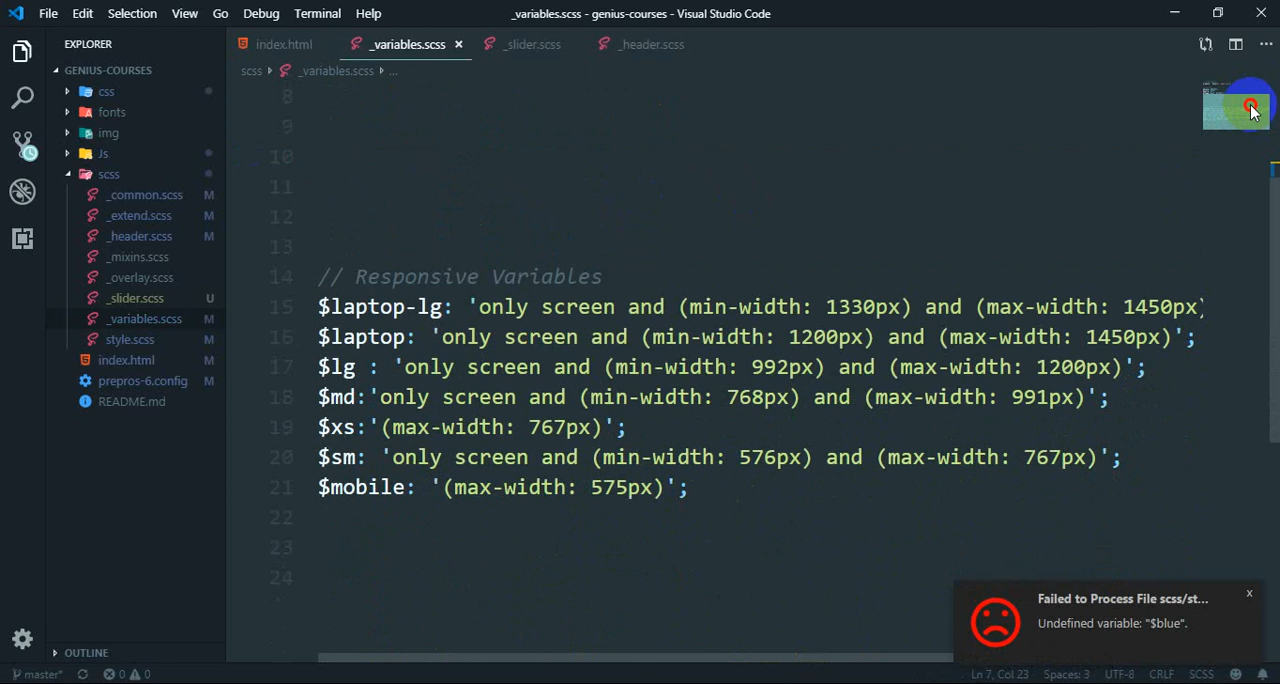 File Edit Selection View Go Debug Terminal Help
_variables.scss - genius-courses - Visual Studio Code
EXPLORER
index.html
_variables.scss
_slider.scss
_header.scss
GENIUS-COURSES
scss _variables.scss ...
css
fonts
img
Js
scss
_common.scss M
_extend.scss M
_header.scss M
_mixins.scss
_overlay.scss
_slider.scss U
_variables.scss M
style.scss M
index.html M
prepros-6.config M
README.md
8
9
10
11
12
13
14 // Responsive Variables
15 $laptop-lg: 'only screen and (min-width: 1330px) and (max-width: 1450px)
16 $laptop: 'only screen and (min-width: 1200px) and (max-width: 1450px)';
17 $lg : 'only screen and (min-width: 992px) and (max-width: 1200px)';
18 $md:'only screen and (min-width: 768px) and (max-width: 991px)';
19 $xs:'(max-width: 767px)';
20 $sm: 'only screen and (min-width: 576px) and (max-width: 767px)';
21 $mobile: '(max-width: 575px)';
22
23
24
Failed to Process File scss/st... x
Undefined variable: "$blue".
OUTLINE
master* 0 0
Ln 7, Col 23 Spaces: 3 UTF-8 CRLF SCSS